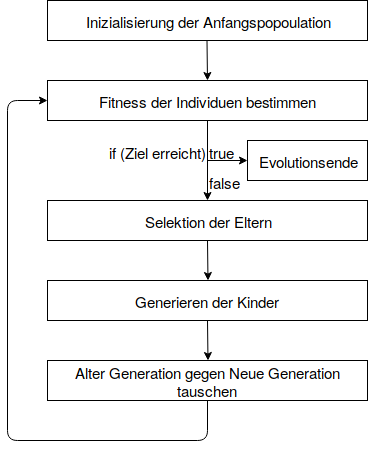 Inizialisierung der Anfangspopoulation
Fitness der Individuen bestimmen
if (Ziel erreicht) true
Evolutionsende
false
Selektion der Eltern
Generieren der Kinder
Alter Generation gegen Neue Generation
tauschen